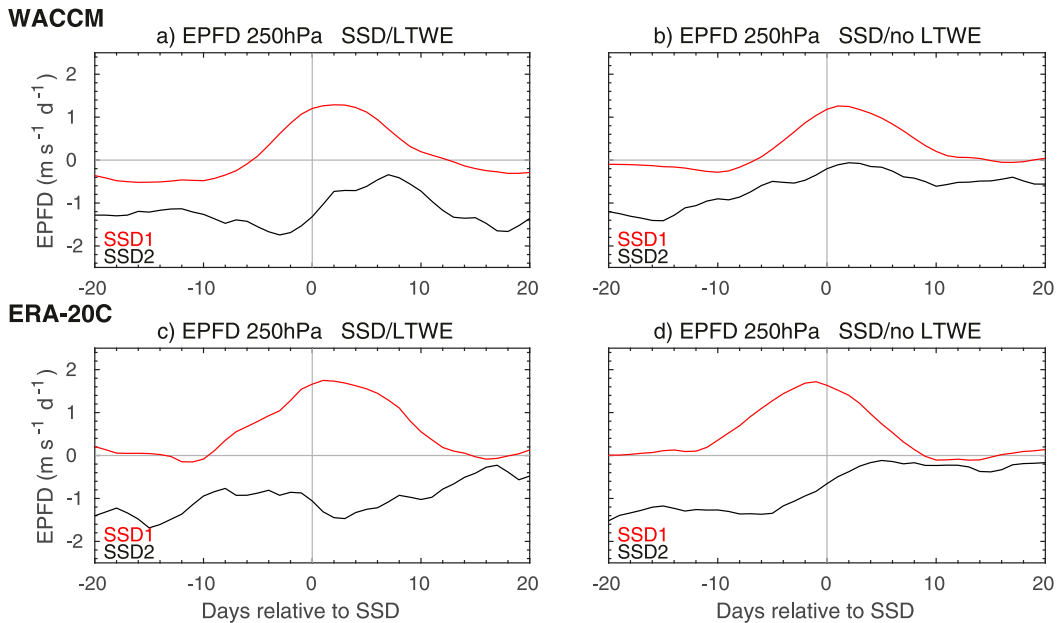 WACCM
a) EPFD 250hPa SSD/LTWE
b) EPFD 250hPa SSD/no LTWE
EPFD (m s⁻¹ d⁻¹)
2
1
0
-1
-2
SSD1
SSD2
SSD1
SSD2
-20 -10 0 10 20
-20 -10 0 10 20
ERA-20C
c) EPFD 250hPa SSD/LTWE
d) EPFD 250hPa SSD/no LTWE
EPFD (m s⁻¹ d⁻¹)
2
1
0
-1
-2
SSD1
SSD2
SSD1
SSD2
-20 -10 0 10 20
-20 -10 0 10 20
Days relative to SSD
Days relative to SSD